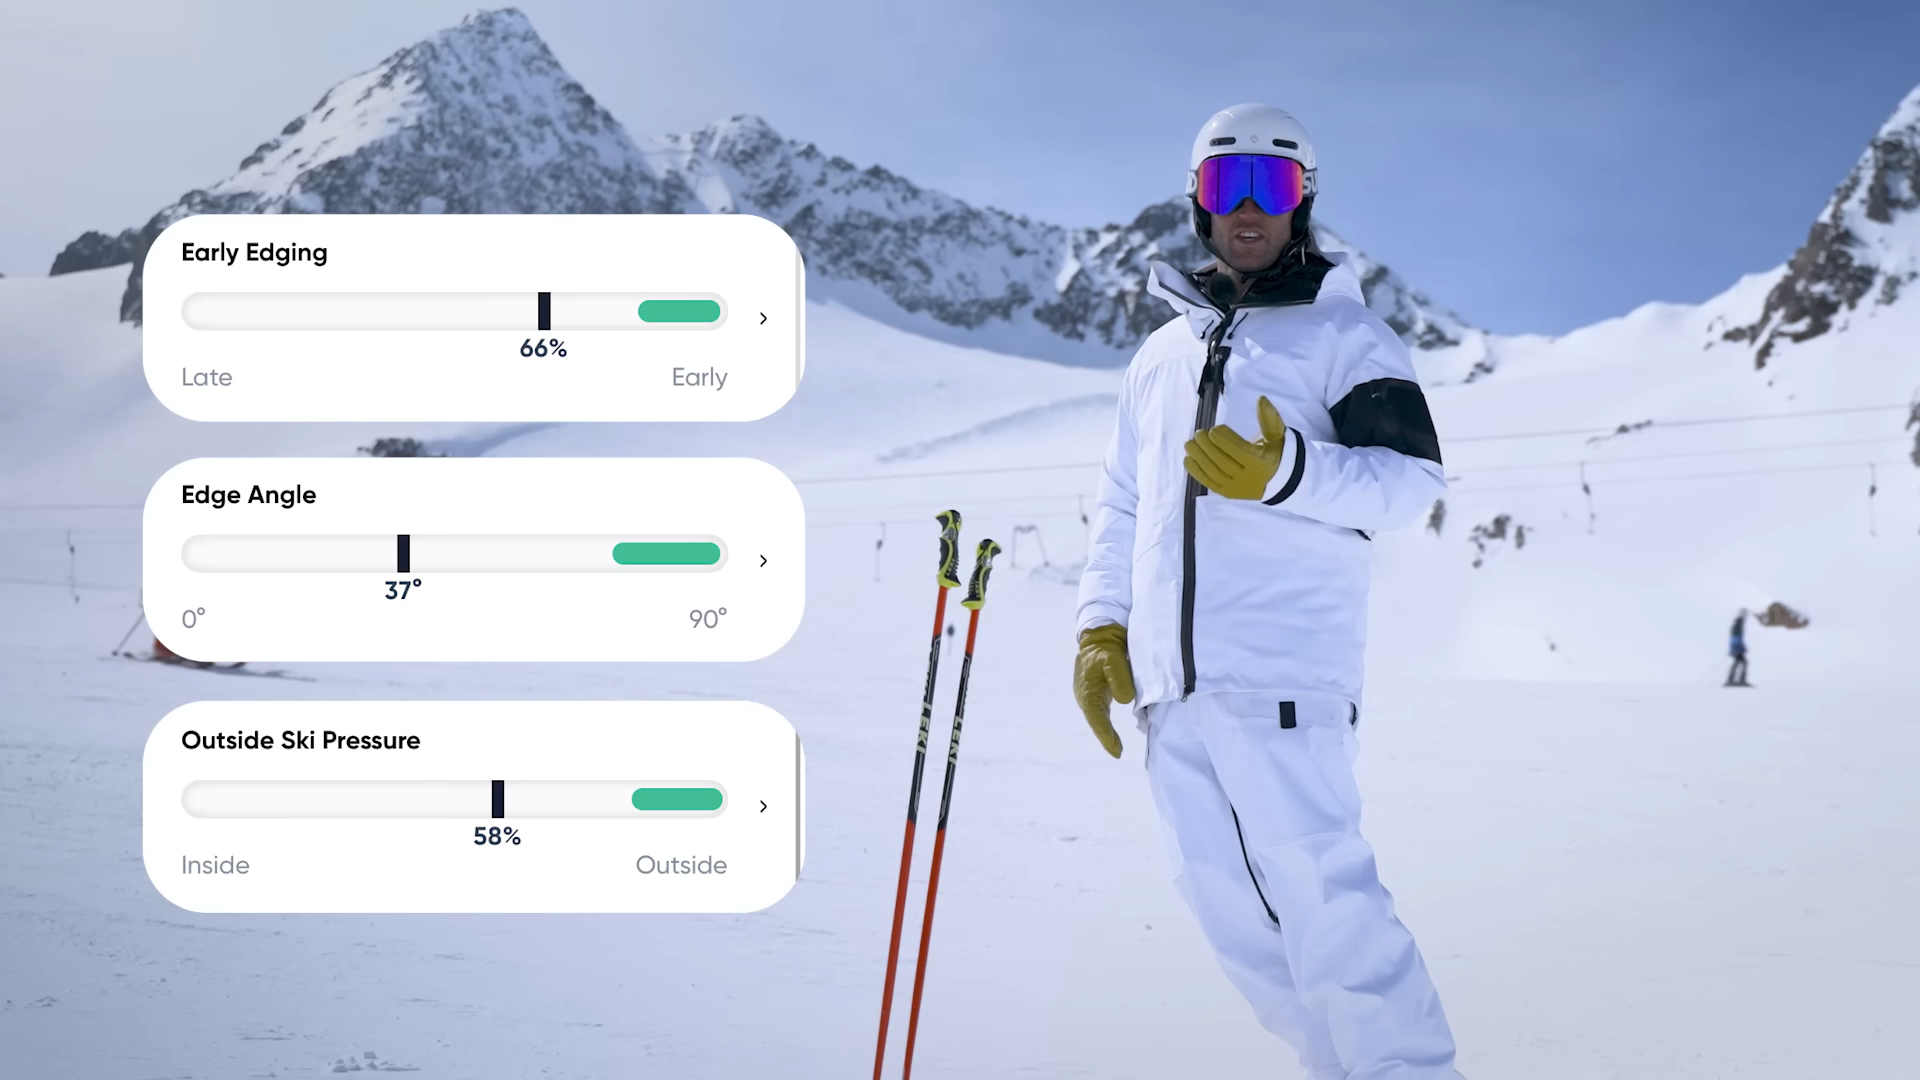 Early Edging
66%
Late
Early
Edge Angle
37°
0°
90°
Outside Ski Pressure
58%
Inside
Outside
LEKI
LEKI